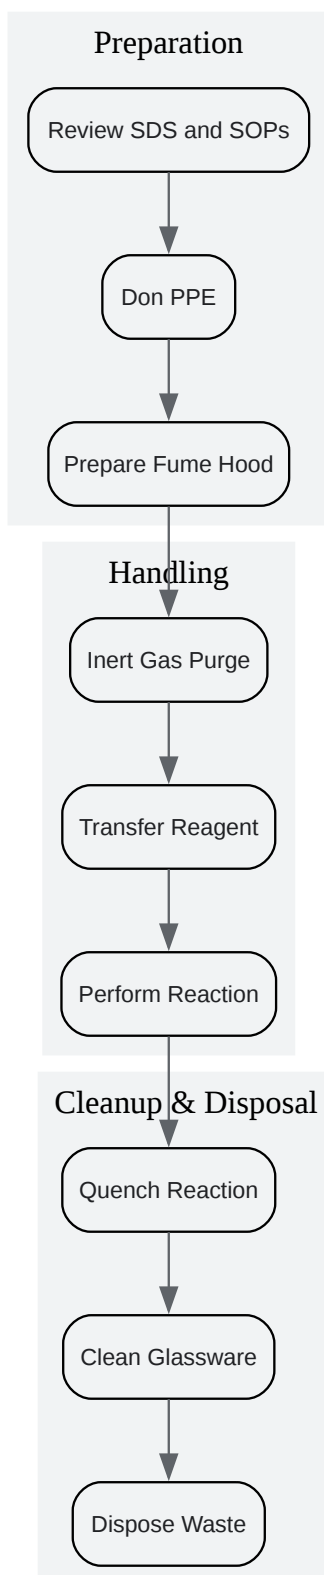 Preparation
Review SDS and SOPs
Don PPE
Prepare Fume Hood
Handling
Inert Gas Purge
Transfer Reagent
Perform Reaction
Cleanup & Disposal
Quench Reaction
Clean Glassware
Dispose Waste